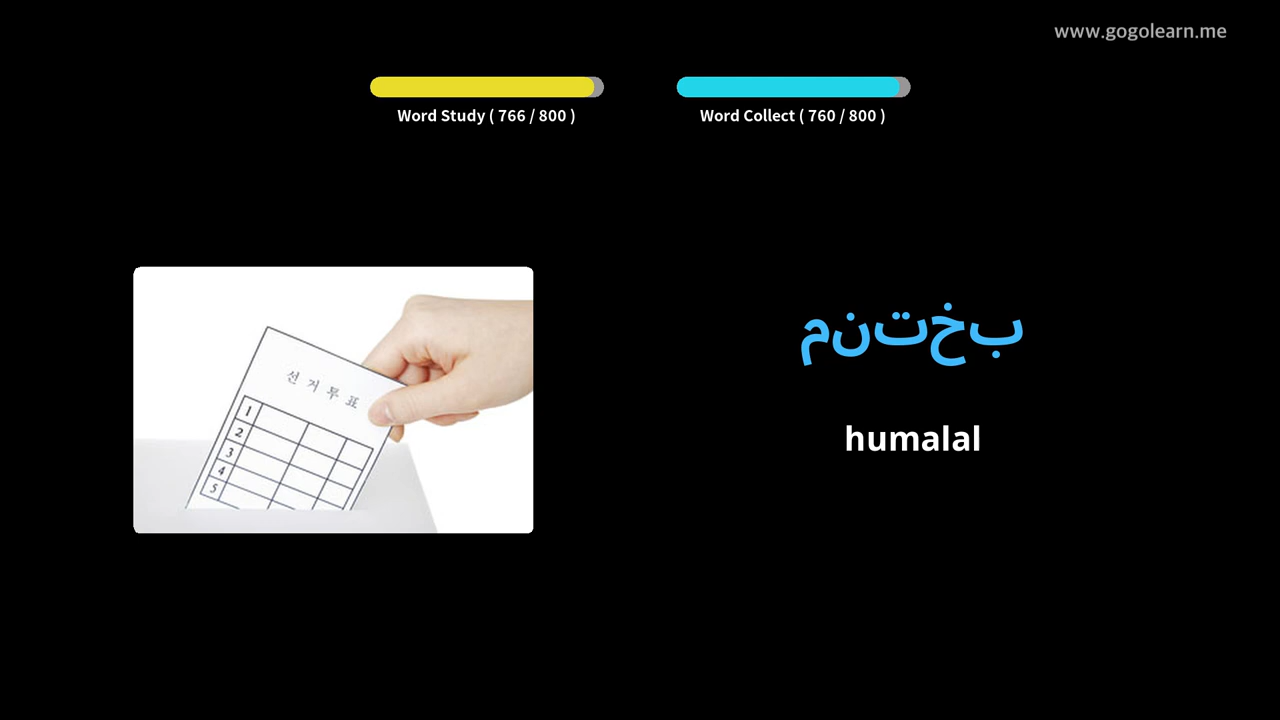 www.gogolearn.me
Word Study ( 766 / 800 )
Word Collect ( 760 / 800 )
선 거 투 표
1
2
3
4
5
ب‌خ‌ت‌ن‌م
humalal